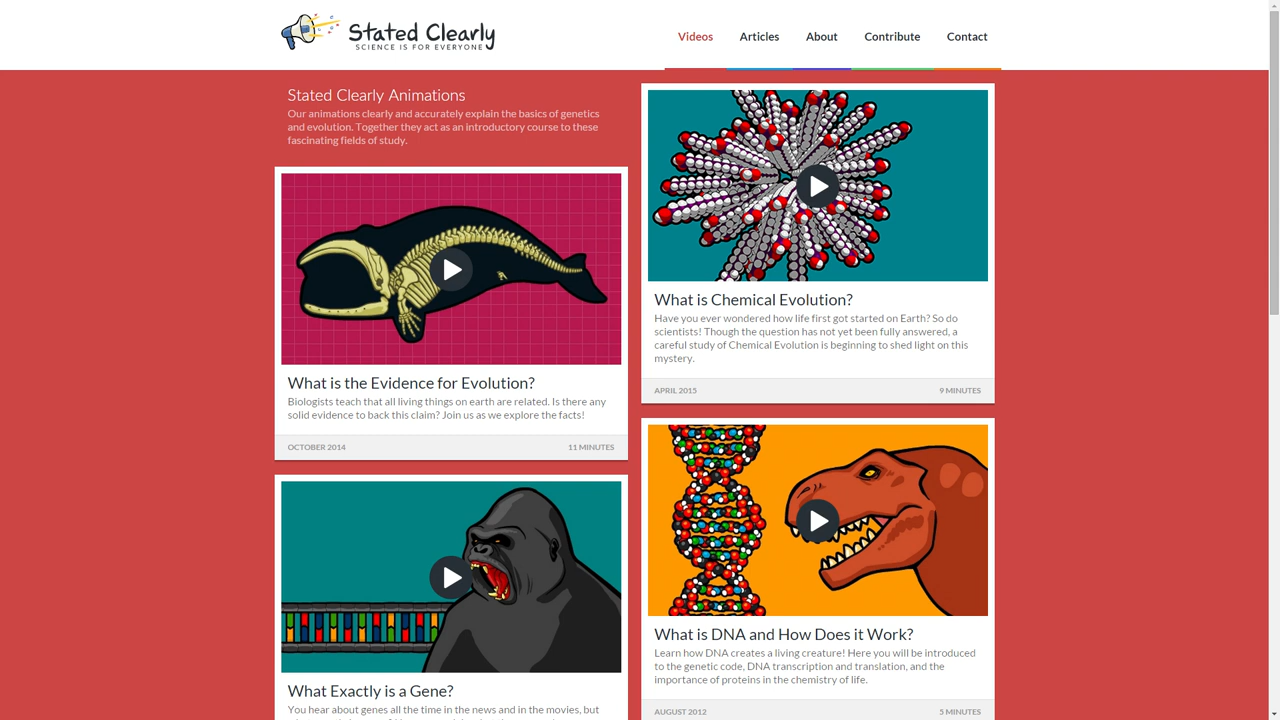 Stated Clearly
SCIENCE IS FOR EVERYONE
Videos Articles About Contribute Contact
Stated Clearly Animations
Our animations clearly and accurately explain the basics of genetics
and evolution. Together they act as an introductory course to these
fascinating fields of study.
What is the Evidence for Evolution?
Biologists teach that all living things on earth are related. Is there any
solid evidence to back this claim? Join us as we explore the facts!
OCTOBER 2014 11 MINUTES
What Exactly is a Gene?
You hear about genes all the time in the news and in the movies, but
What is Chemical Evolution?
Have you ever wondered how life first got started on Earth? So do
scientists! Though the question has not yet been fully answered, a
careful study of Chemical Evolution is beginning to shed light on this
mystery.
APRIL 2015 9 MINUTES
What is DNA and How Does it Work?
Learn how DNA creates a living creature! Here you will be introduced
to the genetic code, DNA transcription and translation, and the
importance of proteins in the chemistry of life.
AUGUST 2012 5 MINUTES